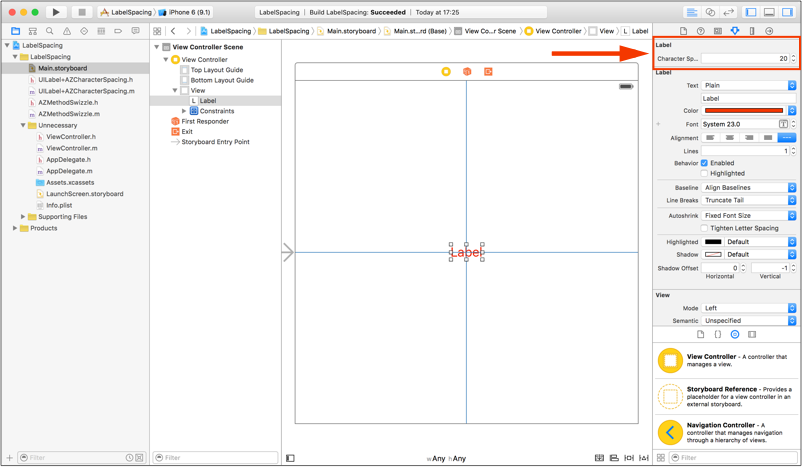 LabelSpacing
iPhone 6 (9.1)
LabelSpacing | Build LabelSpacing: Succeeded | Today at 17:25
LabelSpacing
LabelSpacing
Main.storyboard
Main.st...rd (Base)
View Co...r Scene
View Controller
View
Label
LabelSpacing
LabelSpacing
Main.storyboard
UILabel+AZCharacterSpacing.h
UILabel+AZCharacterSpacing.m
AZMethodSwizzle.h
AZMethodSwizzle.m
Unnecessary
ViewController.h
ViewController.m
AppDelegate.h
AppDelegate.m
Assets.xcassets
LaunchScreen.storyboard
Info.plist
Supporting Files
Products
Filter
View Controller Scene
View Controller
Top Layout Guide
Bottom Layout Guide
View
L Label
Constraints
First Responder
Exit
Storyboard Entry Point
Filter
Label
wAny hAny
Label
Character Sp... 20
Label
Text Plain
Label
Color
Font System 23.0
Alignment
Lines 1
Behavior Enabled
Highlighted
Baseline Align Baselines
Line Breaks Truncate Tail
Autoshrink Fixed Font Size
Tighten Letter Spacing
Highlighted Default
Shadow Default
Shadow Offset 0 -1
Horizontal Vertical
View
Mode Left
Semantic Unspecified
View Controller - A controller that
manages a view.
Storyboard Reference - Provides a
placeholder for a view controller in an
external storyboard.
Navigation Controller - A
controller that manages navigation
through a hierarchy of views.
Filter